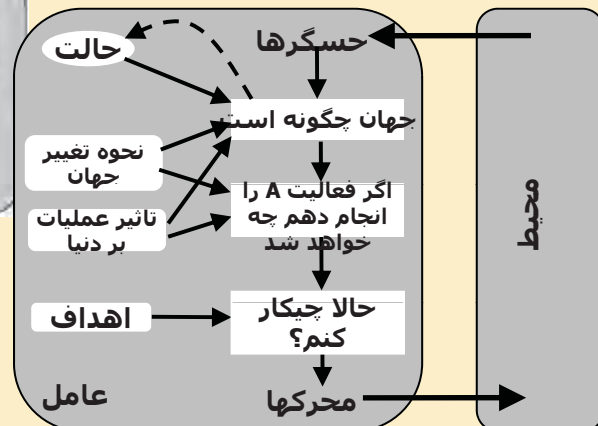 حسگرها
حالت
جهان چگونه است
نحوه تغییر
جهان
اگر فعالیت A را
انجام دهم چه
خواهد شد
تاثیر عملیات
بر دنیا
محیط
حالا چیکار
کنم؟
اهداف
محرکها
عامل